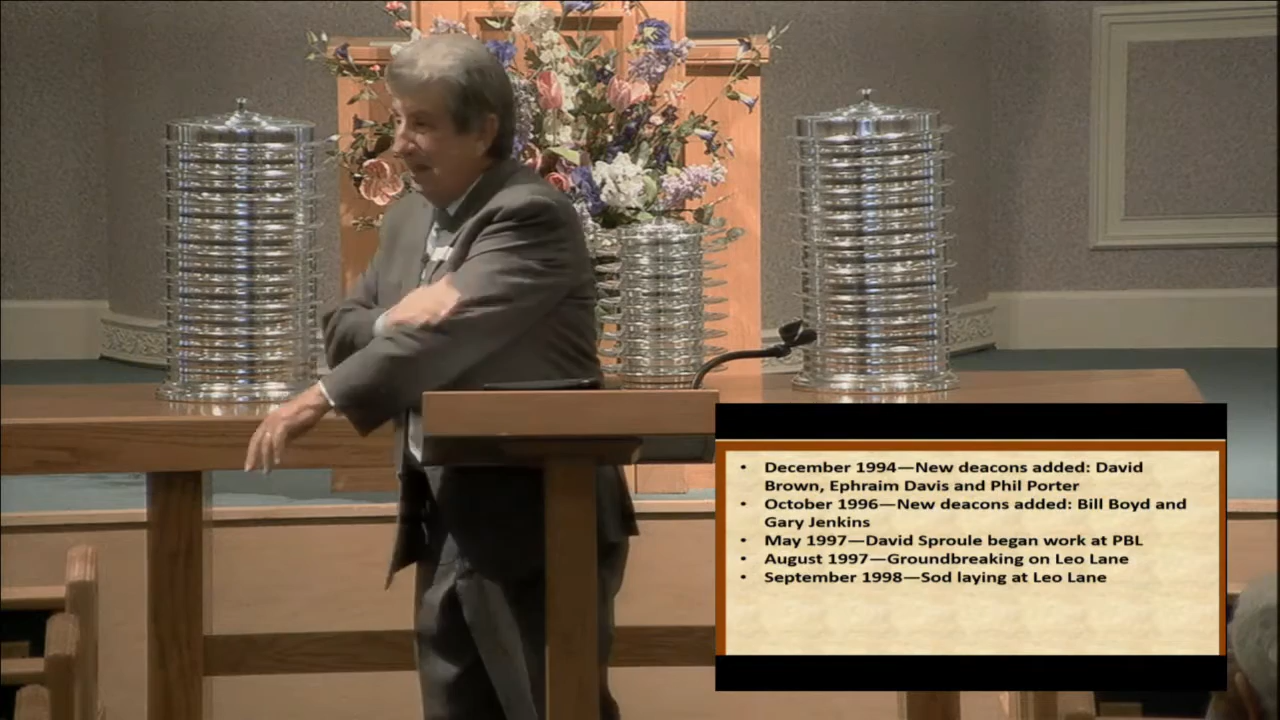 • December 1994—New deacons added: David
Brown, Ephraim Davis and Phil Porter
• October 1996—New deacons added: Bill Boyd and
Gary Jenkins
• May 1997—David Sproule began work at PBL
• August 1997—Groundbreaking on Leo Lane
• September 1998—Sod laying at Leo Lane